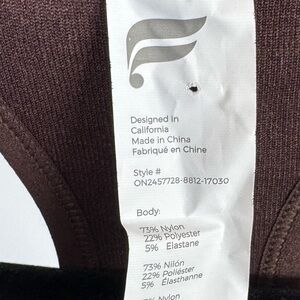 Designed in
California
Made in China
Fabriqué en Chine
Style #
ON2457728-8812-17030
Body:
73% Nylon
22% Polyester
5% Elastane
73% Nilón
22% Poliéster
5% Elasthanne
% Nylon